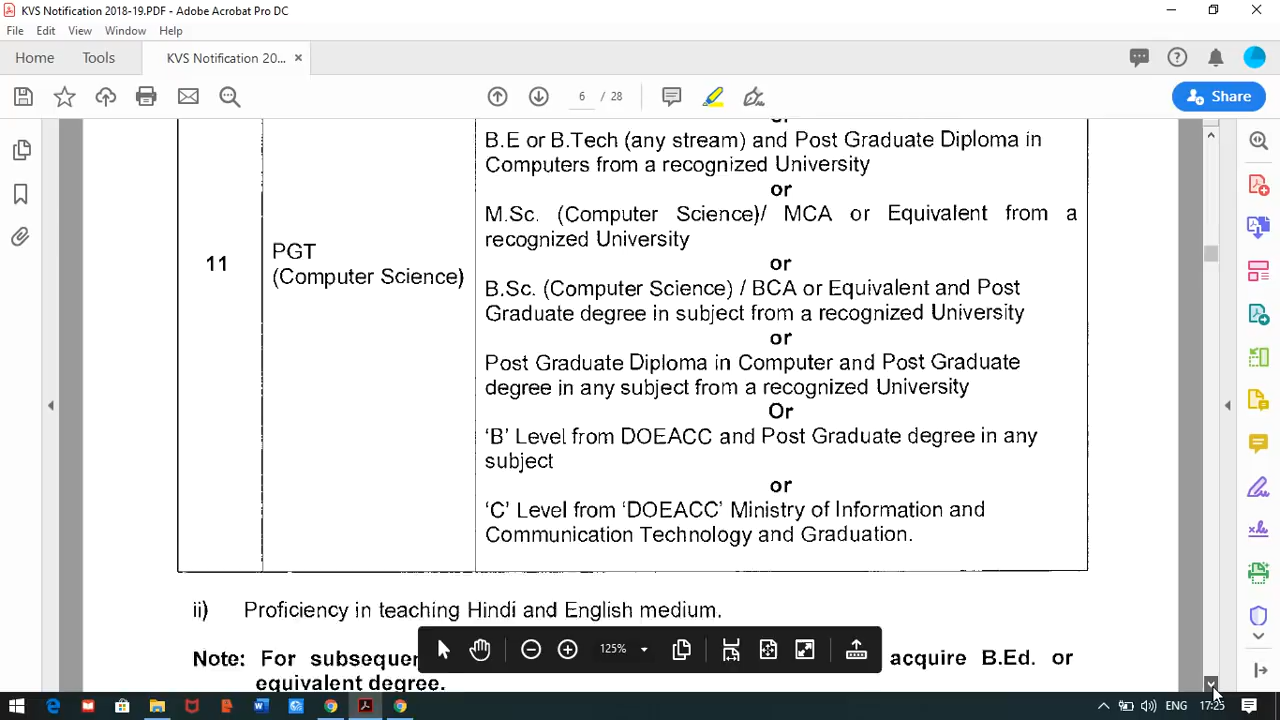 KVS Notification 2018-19.PDF - Adobe Acrobat Pro DC
File Edit View Window Help
Home Tools KVS Notification 20... ×
6 / 28
Share
B.E or B.Tech (any stream) and Post Graduate Diploma in
Computers from a recognized University
or
M.Sc. (Computer Science)/ MCA or Equivalent from a
recognized University
or
11
PGT
(Computer Science)
B.Sc. (Computer Science) / BCA or Equivalent and Post
Graduate degree in subject from a recognized University
or
Post Graduate Diploma in Computer and Post Graduate
degree in any subject from a recognized University
Or
‘B’ Level from DOEACC and Post Graduate degree in any
subject
or
‘C’ Level from ‘DOEACC’ Ministry of Information and
Communication Technology and Graduation.
ii) Proficiency in teaching Hindi and English medium.
125%
Note: For subsequen acquire B.Ed. or
equivalent degree.
ENG 17:25